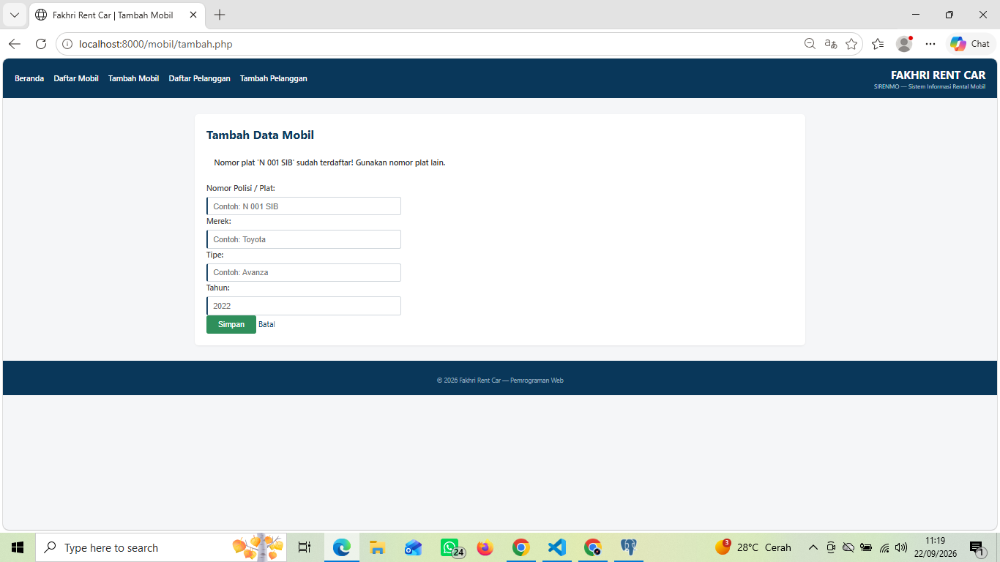 Fakhri Rent Car | Tambah Mobil
localhost:8000/mobil/tambah.php
Chat
Beranda Daftar Mobil Tambah Mobil Daftar Pelanggan Tambah Pelanggan
FAKHRI RENT CAR
SIRENMO — Sistem Informasi Rental Mobil
Tambah Data Mobil
Nomor plat 'N 001 SIB' sudah terdaftar! Gunakan nomor plat lain.
Nomor Polisi / Plat:
Contoh: N 001 SIB
Merek:
Contoh: Toyota
Tipe:
Contoh: Avanza
Tahun:
2022
Simpan Batal
© 2026 Fakhri Rent Car — Pemrograman Web
Type here to search
24
3
28°C Cerah
11:19
22/09/2026
1